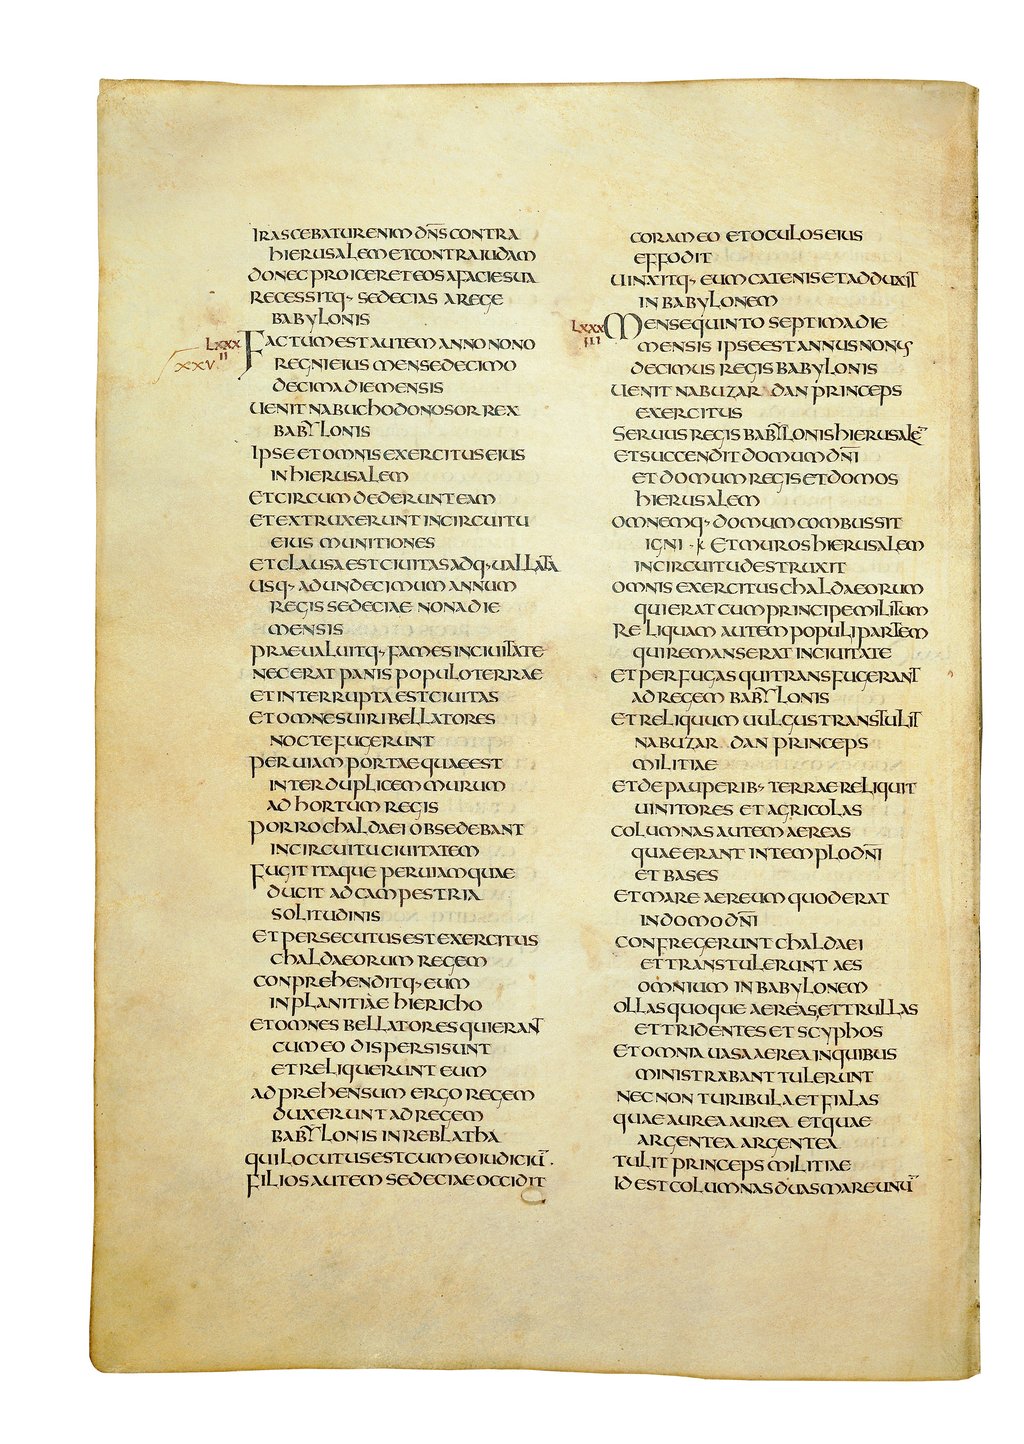 IRASCEBATUR ENIM DN̄S CONTRA
HIERUSALEM ET CONTRA IUDAM
DONEC PROICERET EOS A FACIE SUA
RECESSITQ· SEDECIAS A REGE
BABYLONIS
LXXXII
XXV
FACTUM EST AUTEM ANNO NONO
REGNI EIUS MENSE DECIMO
DECIMA DIE MENSIS
UENIT NABUCHODONOSOR REX
BABYLONIS
IPSE ET OMNIS EXERCITUS EIUS
IN HIERUSALEM
ET CIRCUMDEDERUNT EAM
ET EXTRUXERUNT IN CIRCUITU
EIUS MUNITIONES
ET CLAUSA EST CIUITAS ADQ· UALLATA
USQ· AD UNDECIMUM ANNUM
REGIS SEDECIAE NONA DIE
MENSIS
PRAEUALUITQ· FAMES IN CIUITATE
NEC ERAT PANIS POPULO TERRAE
ET INTERRUPTA EST CIUITAS
ET OMNES UIRI BELLATORES
NOCTE FUGERUNT
PER UIAM PORTAE QUAE EST
INTER DUPLICEM MURUM
AD HORTUM REGIS
PORRO CHALDAEI OBSEDEBANT
IN CIRCUITU CIUITATEM
FUGIT ITAQUE PER UIAM QUAE
DUCIT AD CAMPESTRIA
SOLITUDINIS
ET PERSECUTUS EST EXERCITUS
CHALDAEORUM REGEM
CONPREHENDITQ· EUM
IN PLANITIAE HIERICHO
ET OMNES BELLATORES QUI ERANT
CUM EO DISPERSI SUNT
ET RELIQUERUNT EUM
ADPREHENSUM ERGO REGEM
DUXERUNT AD REGEM
BABYLONIS IN REBLATHA
QUI LOCUTUS EST CUM EO IUDICIŪ.
FILIOS AUTEM SEDECIAE OCCIDIT
CORAM EO ET OCULOS EIUS
EFFODIT
UINXITQ· EUM CATENIS ET ADDUXIT
IN BABYLONEM
LXXXIII
MENSE QUINTO SEPTIMA DIE
MENSIS IPSE EST ANNUS NONUS
DECIMUS REGIS BABYLONIS
UENIT NABUZAR DAN PRINCEPS
EXERCITUS
SERUUS REGIS BABYLONIS HIERUSALĒ
ET SUCCENDIT DOMUM DN̄I
ET DOMUM REGIS ET DOMOS
HIERUSALEM
OMNEMQ· DOMUM COMBUSSIT
IGNI · K ET MUROS HIERUSALEM
IN CIRCUITU DESTRUXIT
OMNIS EXERCITUS CHALDAEORUM
QUI ERAT CUM PRINCIPE MILITUM
RELIQUAM AUTEM POPULI PARTEM
QUI REMANSERAT IN CIUITATE
ET PERFUGAS QUI TRANSFUGERANT
AD REGEM BABYLONIS
ET RELIQUUM UULGUS TRANSTULIT
NABUZAR DAN PRINCEPS
MILITIAE
ET DE PAUPERIB· TERRAE RELIQUIT
UINITORES ET AGRICOLAS
COLUMNAS AUTEM AEREAS
QUAE ERANT IN TEMPLO DN̄I
ET BASES
ET MARE AEREUM QUOD ERAT
IN DOMO DN̄I
CONFREGERUNT CHALDAEI
ET TRANSTULERUNT AES
OMNIUM IN BABYLONEM
OLLAS QUOQUE AEREAS, ET TRULLAS
ET TRIDENTES ET SCYPHOS
ET OMNIA UASA AEREA IN QUIBUS
MINISTRABANT TULERUNT
NEC NON TURIBULA ET FIALAS
QUAE AUREA AUREA ET QUAE
ARGENTEA ARGENTEA
TULIT PRINCEPS MILITIAE
ID EST COLUMNAS DUAS MARE UNŪ